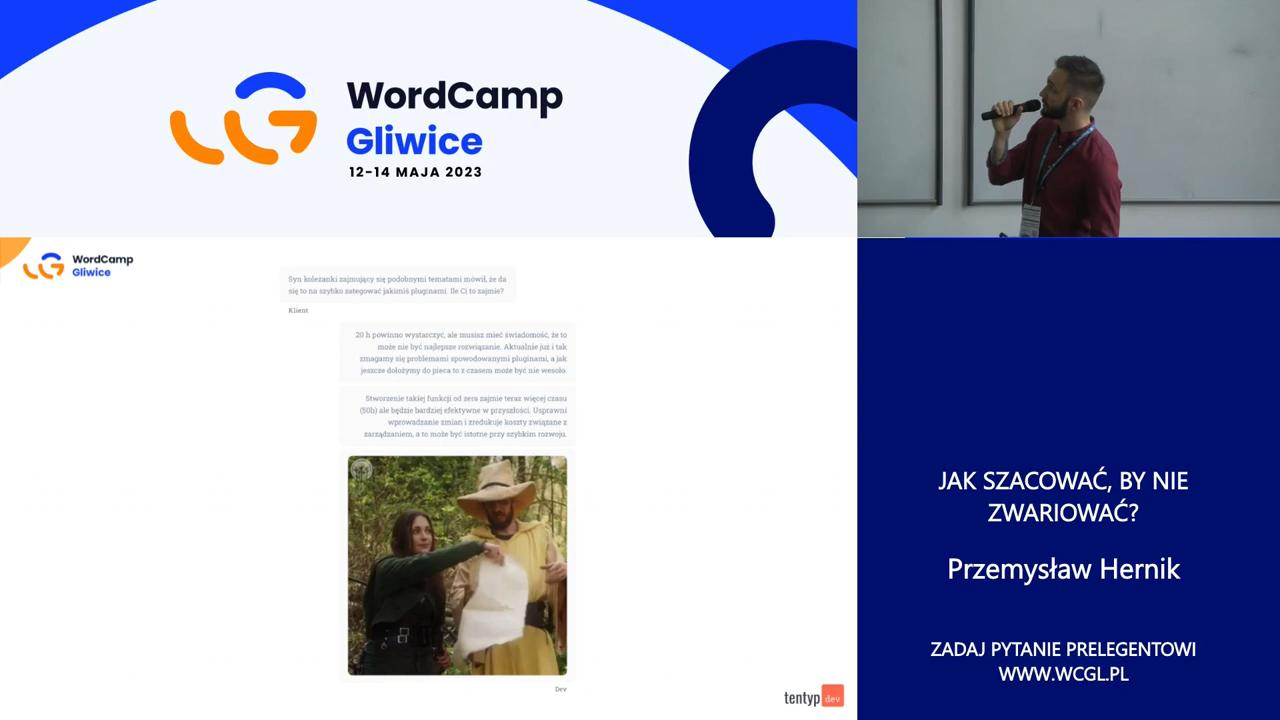 WordCamp
Gliwice
12-14 MAJA 2023
WordCamp
Gliwice
Syn koleżanki zajmujący się podobnymi tematami mówił, że da
się to na szybko zategować jakimiś pluginami. Ile Ci to zajmie?
Klient
20 h powinno wystarczyć, ale musisz mieć świadomość, że to
może nie być najlepsze rozwiązanie. Aktualnie już i tak
zmagamy się problemami spowodowanymi pluginami, a jak
jeszcze dołożymy do pieca to z czasem może być nie wesoło.
Stworzenie takiej funkcji od zera zajmie teraz więcej czasu
(50h) ale będzie bardziej efektywne w przyszłości. Usprawni
wprowadzanie zmian i zredukuje koszty związane z
zarządzaniem, a to może być istotne przy szybkim rozwoju.
Dev
tentyp dev
JAK SZACOWAĆ, BY NIE
ZWARIOWAĆ?
Przemysław Hernik
ZADAJ PYTANIE PRELEGENTOWI
WWW.WCGL.PL